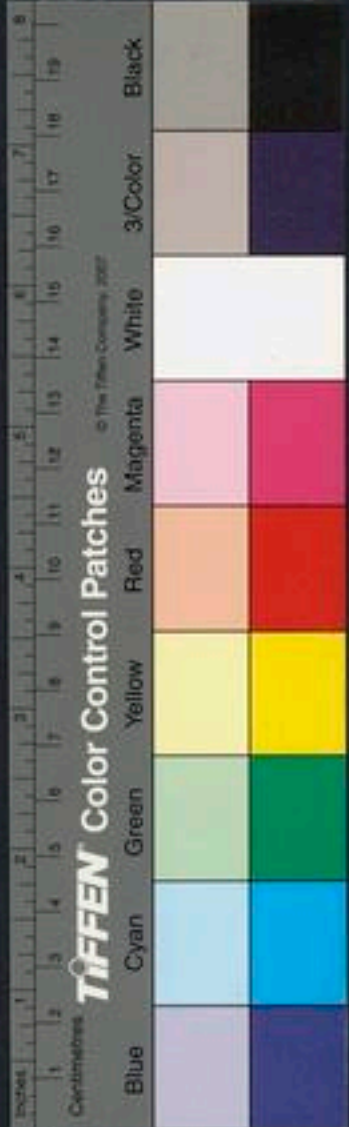 Inches 1 2 3 4 5 6 7 8
Centimetres 1 2 3 4 5 6 7 8 9 10 11 12 13 14 15 16 17 18 19
TIFFEN Color Control Patches © The Tiffen Company, 2007
Blue Cyan Green Yellow Red Magenta White 3/Color Black